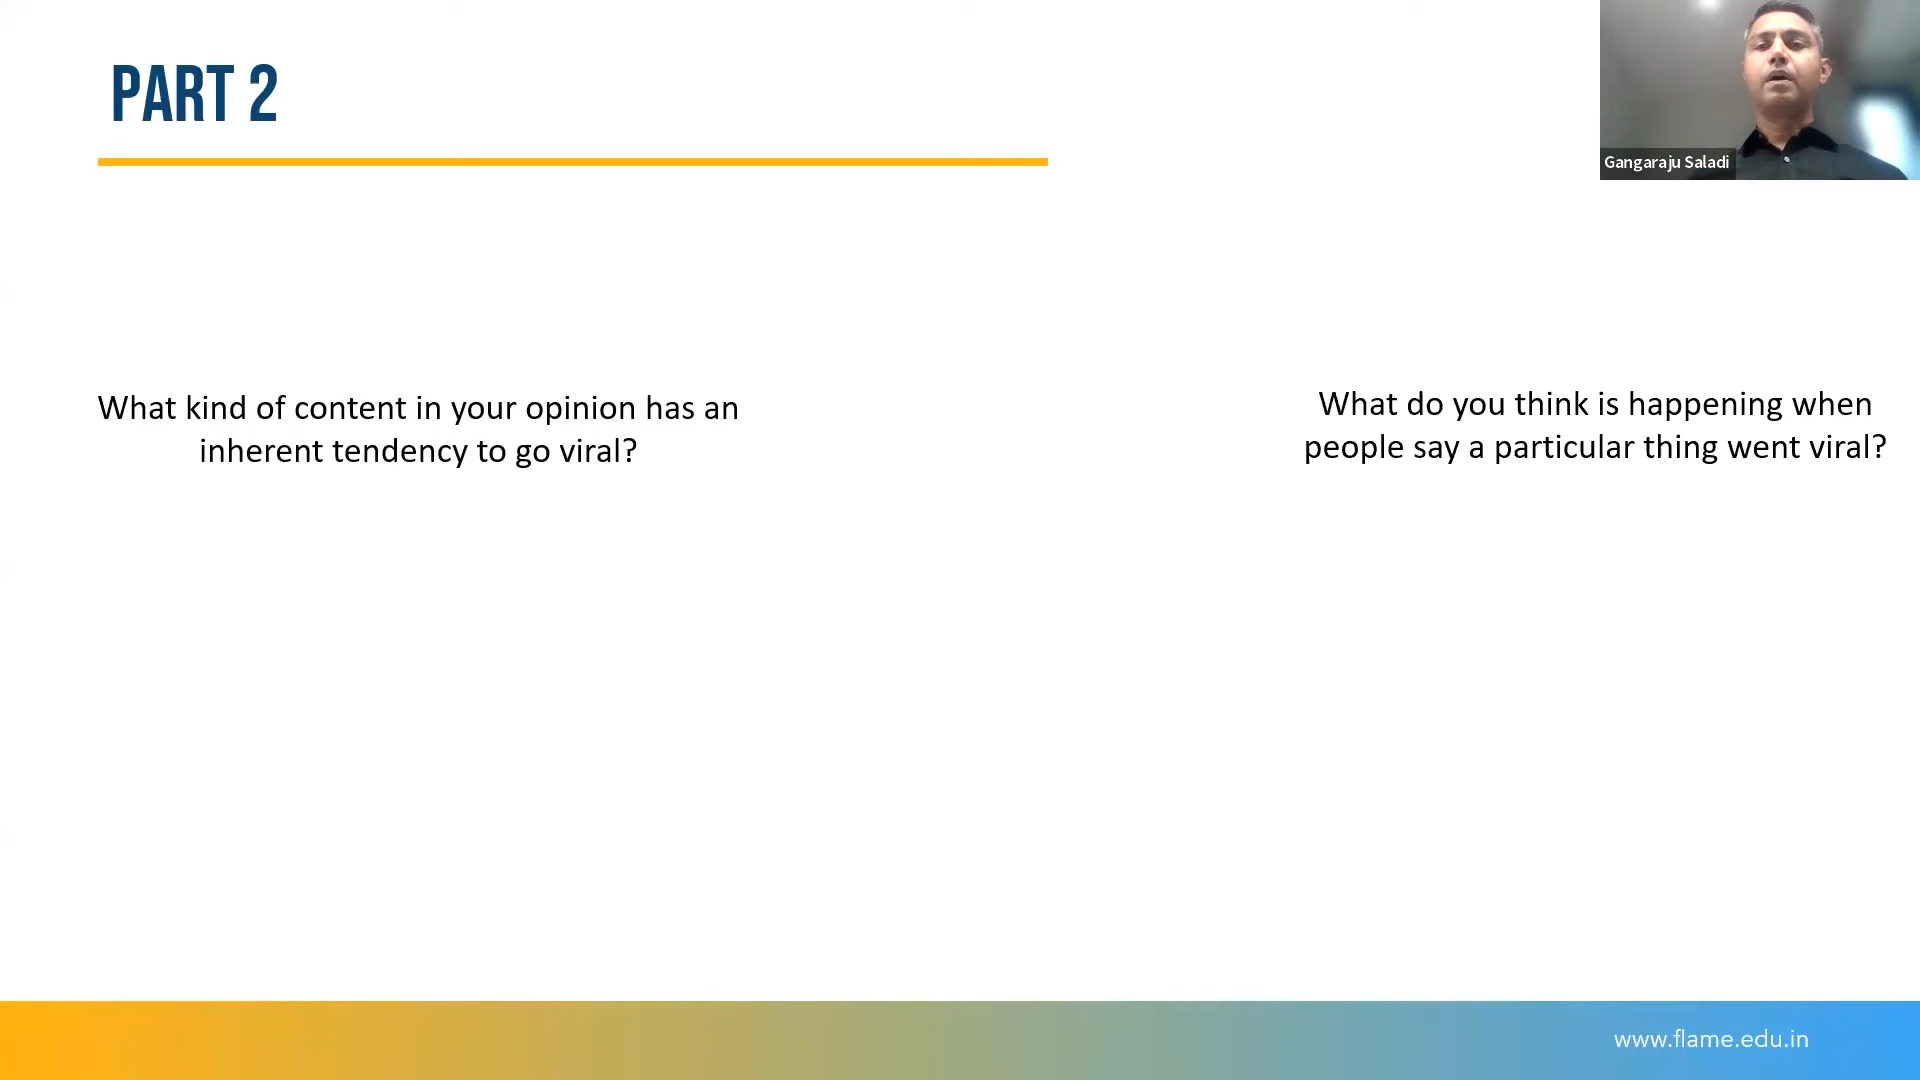 PART 2
Gangaraju Saladi
What kind of content in your opinion has an
inherent tendency to go viral?
What do you think is happening when
people say a particular thing went viral?
www.flame.edu.in